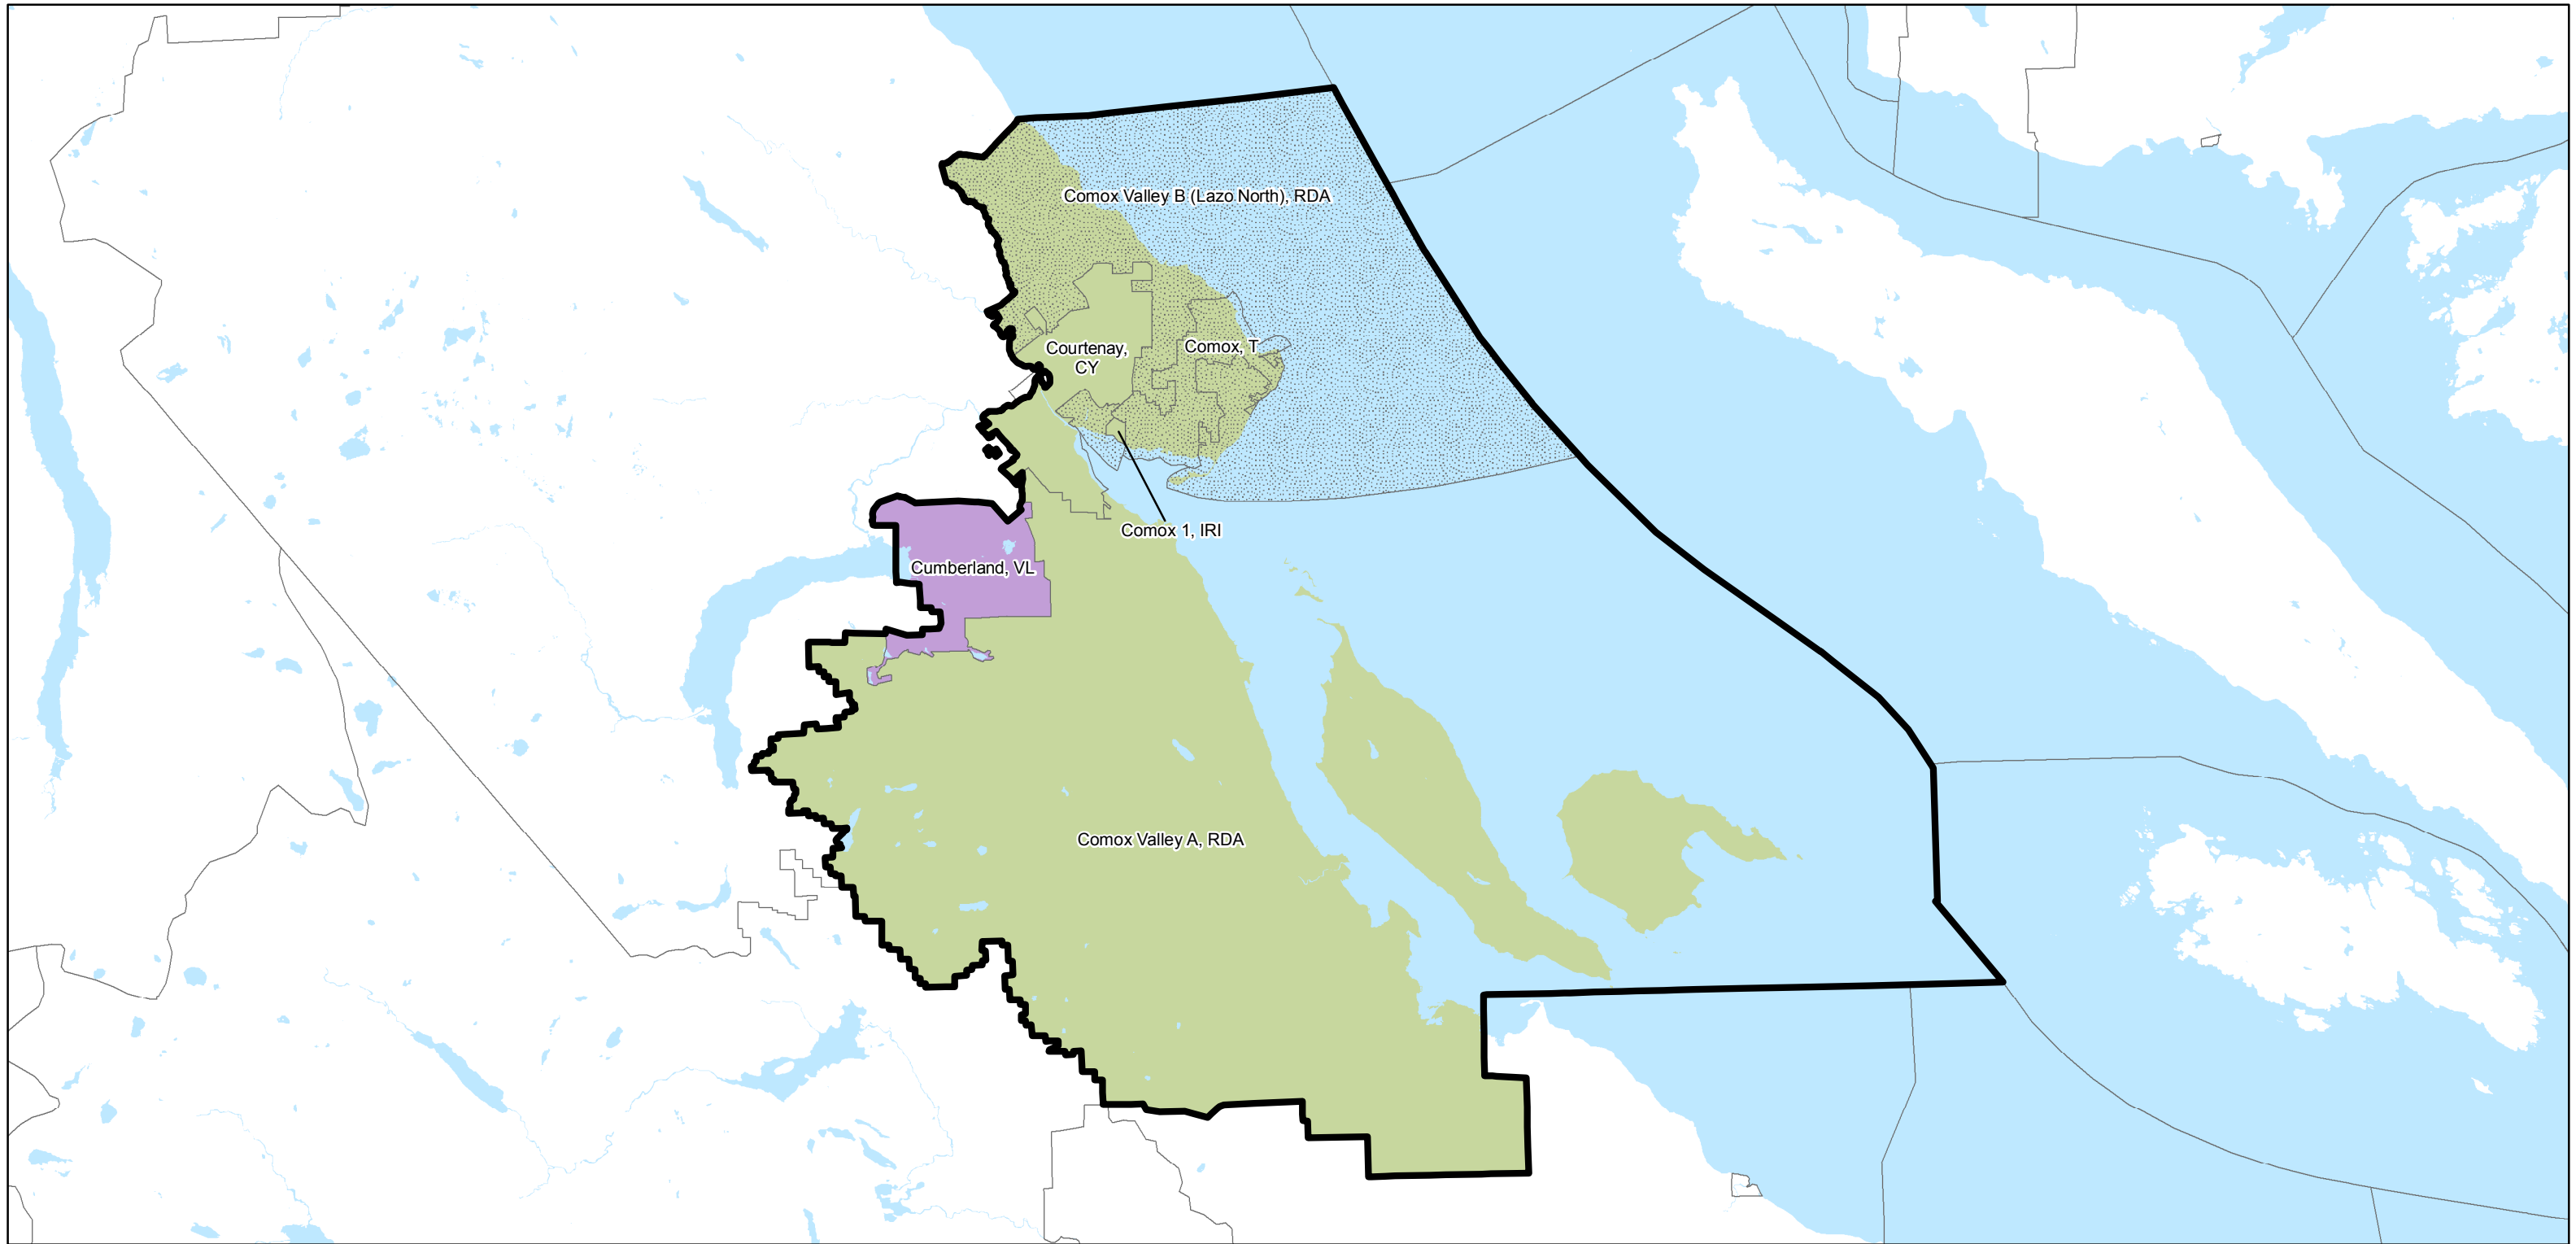 Comox Valley B (Lazo North), RDA
Courtenay,
CY
Comox, T
Comox 1, IRI
Cumberland, VL
Comox Valley A, RDA